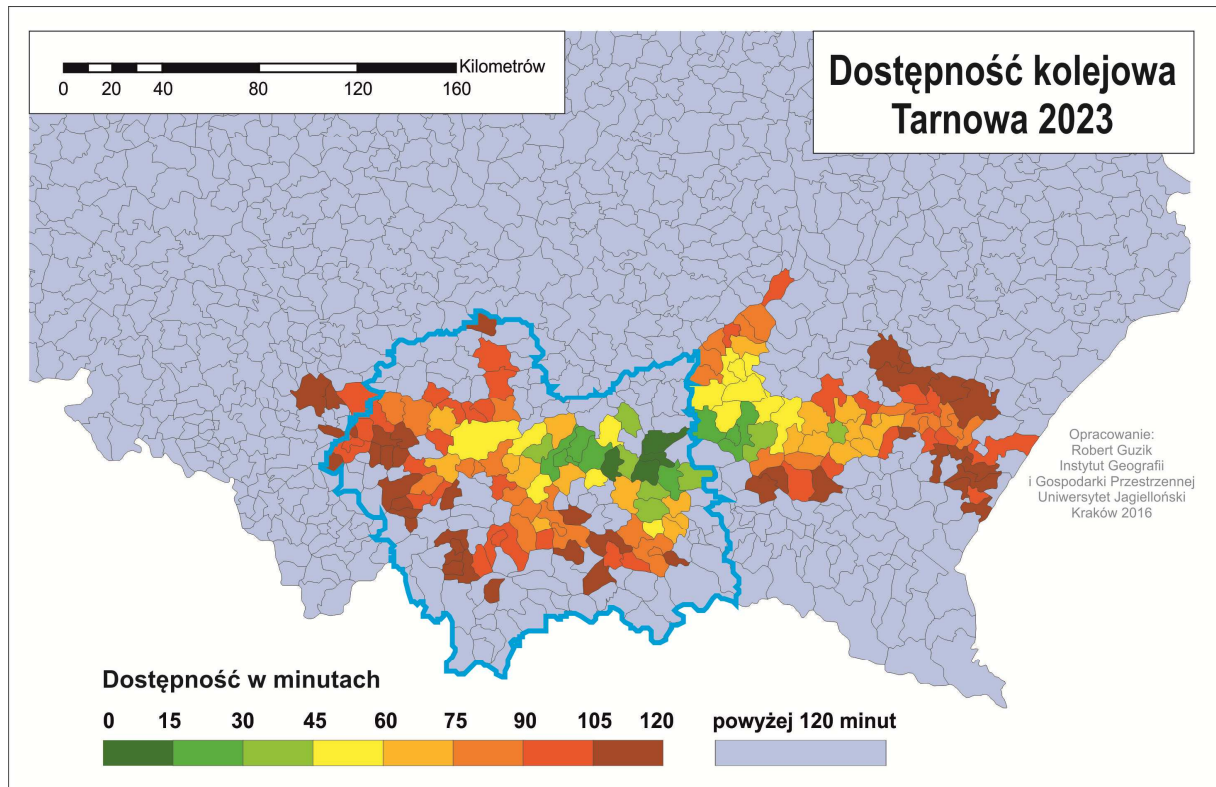 Kilometrów
0 20 40 80 120 160
Dostępność kolejowa
Tarnowa 2023
Opracowanie:
Robert Guzik
Instytut Geografii
i Gospodarki Przestrzennej
Uniwersytet Jagielloński
Kraków 2016
Dostępność w minutach
0 15 30 45 60 75 90 105 120
powyżej 120 minut